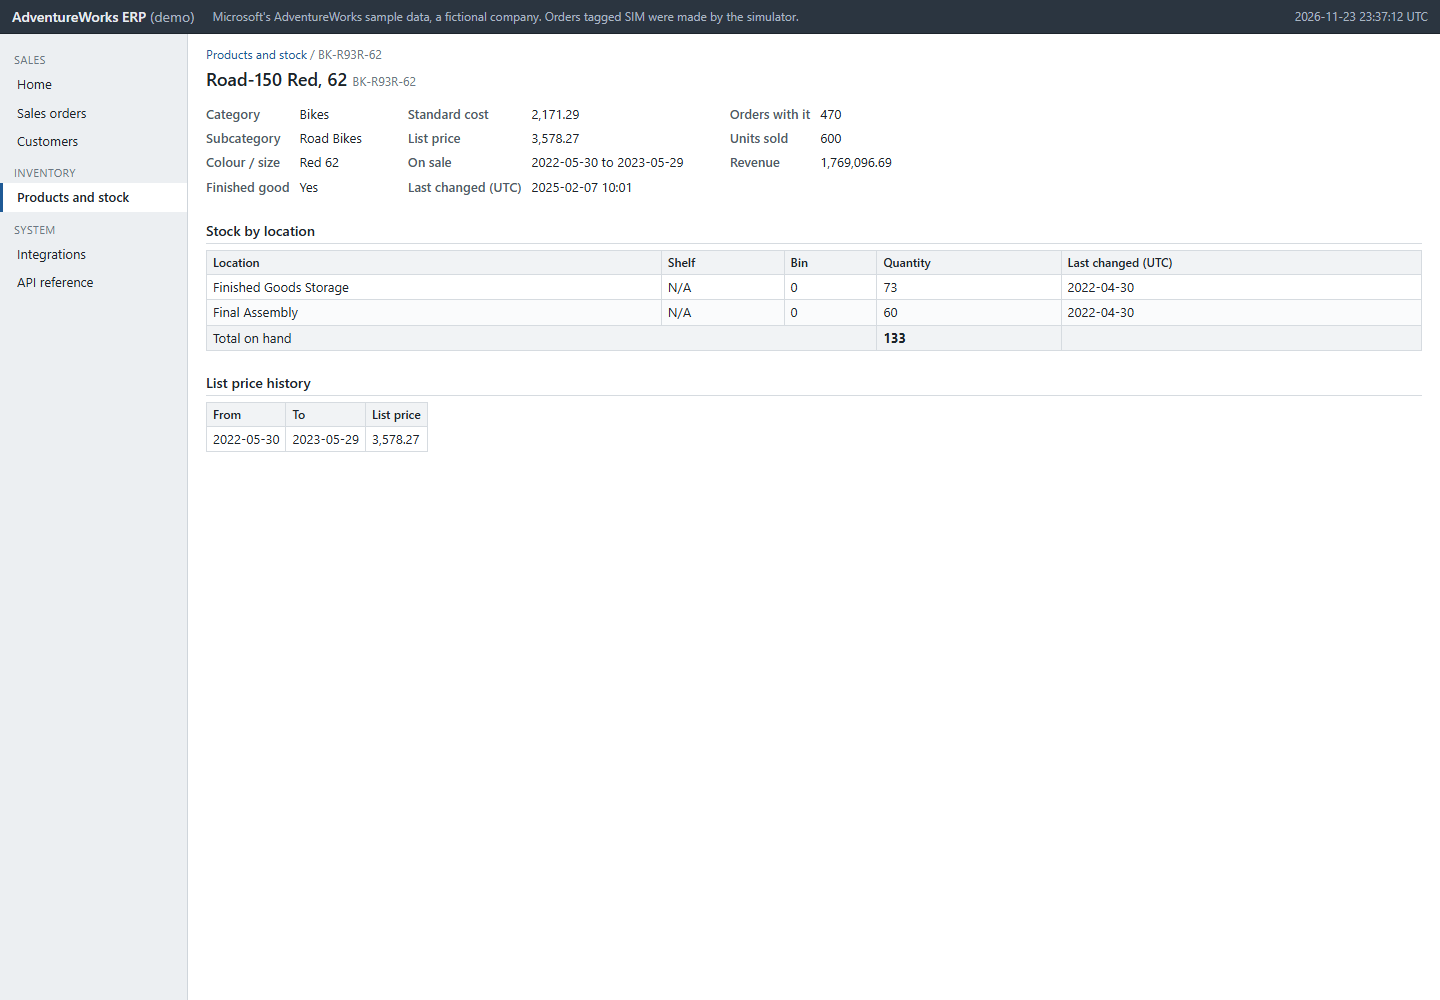 AdventureWorks ERP (demo) Microsoft's AdventureWorks sample data, a fictional company. Orders tagged SIM were made by the simulator. 2026-11-23 23:37:12 UTC
SALES
Home
Sales orders
Customers
INVENTORY
Products and stock
SYSTEM
Integrations
API reference
Products and stock / BK-R93R-62
Road-150 Red, 62 BK-R93R-62
Category Bikes Standard cost 2,171.29 Orders with it 470
Subcategory Road Bikes List price 3,578.27 Units sold 600
Colour / size Red 62 On sale 2022-05-30 to 2023-05-29 Revenue 1,769,096.69
Finished good Yes Last changed (UTC) 2025-02-07 10:01
Stock by location
Location Shelf Bin Quantity Last changed (UTC)
Finished Goods Storage N/A 0 73 2022-04-30
Final Assembly N/A 0 60 2022-04-30
Total on hand 133
List price history
From To List price
2022-05-30 2023-05-29 3,578.27